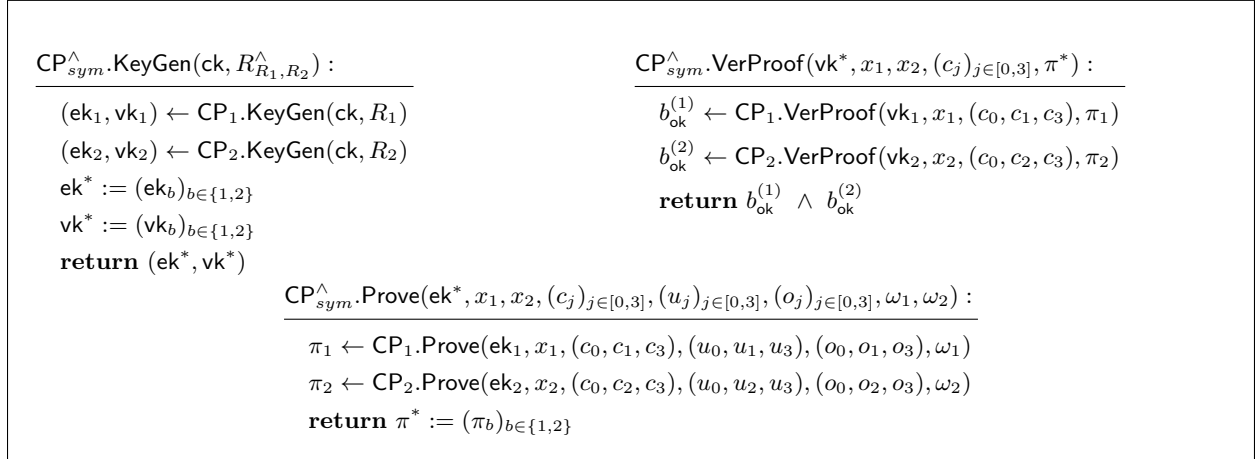 CP^∧_sym.KeyGen(ck, R^∧_{R_1,R_2}) :
(ek_1, vk_1) ← CP_1.KeyGen(ck, R_1)
(ek_2, vk_2) ← CP_2.KeyGen(ck, R_2)
ek^* := (ek_b)_{b∈{1,2}}
vk^* := (vk_b)_{b∈{1,2}}
return (ek^*, vk^*)
CP^∧_sym.VerProof(vk^*, x_1, x_2, (c_j)_{j∈[0,3]}, π^*) :
b^{(1)}_ok ← CP_1.VerProof(vk_1, x_1, (c_0, c_1, c_3), π_1)
b^{(2)}_ok ← CP_2.VerProof(vk_2, x_2, (c_0, c_2, c_3), π_2)
return b^{(1)}_ok ∧ b^{(2)}_ok
CP^∧_sym.Prove(ek^*, x_1, x_2, (c_j)_{j∈[0,3]}, (u_j)_{j∈[0,3]}, (o_j)_{j∈[0,3]}, ω_1, ω_2) :
π_1 ← CP_1.Prove(ek_1, x_1, (c_0, c_1, c_3), (u_0, u_1, u_3), (o_0, o_1, o_3), ω_1)
π_2 ← CP_2.Prove(ek_2, x_2, (c_0, c_2, c_3), (u_0, u_2, u_3), (o_0, o_2, o_3), ω_2)
return π^* := (π_b)_{b∈{1,2}}